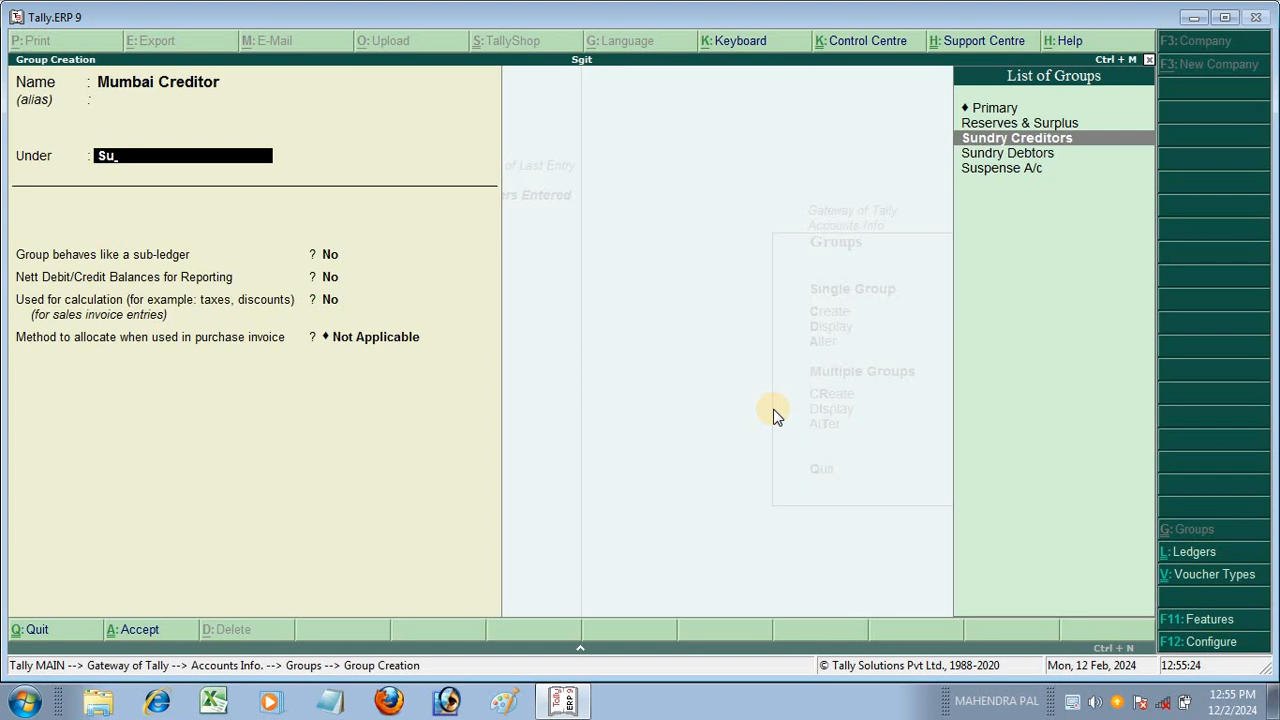 Tally.ERP 9
P: Print
E: Export
M: E-Mail
O: Upload
S: TallyShop
G: Language
K: Keyboard
K: Control Centre
H: Support Centre
H: Help
F3: Company
Group Creation
Sgit
Ctrl + M
F3: New Company
Name : Mumbai Creditor
(alias) :
Under : Su
of Last Entry
ers Entered
Gateway of Tally
Accounts Info
Groups
Single Group
Create
Display
Alter
Multiple Groups
CReate
DIsplay
AlTer
Quit
List of Groups
♦ Primary
Reserves & Surplus
Sundry Creditors
Sundry Debtors
Suspense A/c
Group behaves like a sub-ledger ? No
Nett Debit/Credit Balances for Reporting ? No
Used for calculation (for example: taxes, discounts) ? No
(for sales invoice entries)
Method to allocate when used in purchase invoice ? ♦ Not Applicable
G: Groups
L: Ledgers
V: Voucher Types
F11: Features
F12: Configure
Q: Quit
A: Accept
D: Delete
Ctrl + N
Tally MAIN --> Gateway of Tally --> Accounts Info. --> Groups --> Group Creation
© Tally Solutions Pvt Ltd., 1988-2020
Mon, 12 Feb, 2024
12:55:24
MAHENDRA PAL
12:55 PM
12/2/2024